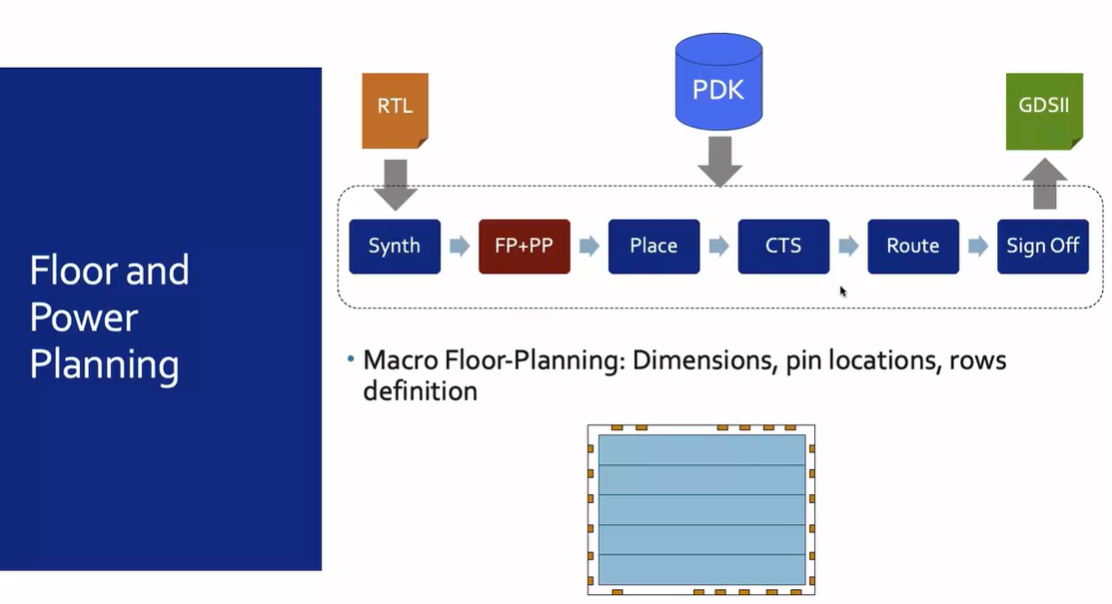 RTL
PDK
GDSII
Synth
FP+PP
Place
CTS
Route
Sign Off
Floor and
Power
Planning
• Macro Floor-Planning: Dimensions, pin locations, rows
definition